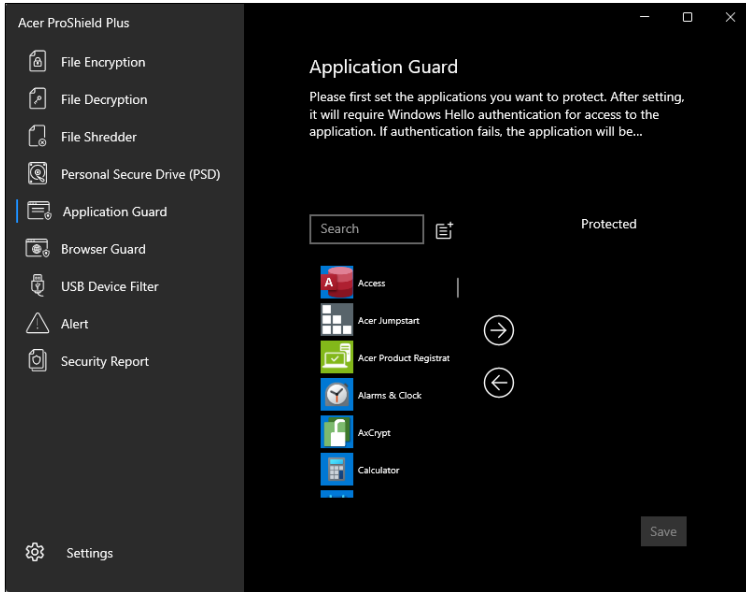 Acer ProShield Plus
File Encryption
File Decryption
File Shredder
Personal Secure Drive (PSD)
Application Guard
Browser Guard
USB Device Filter
Alert
Security Report
Settings
Application Guard
Please first set the applications you want to protect. After setting,
it will require Windows Hello authentication for access to the
application. If authentication fails, the application will be...
Search
Protected
A
Access
Acer Jumpstart
Acer Product Registrat
Alarms & Clock
AxCrypt
Calculator
Save